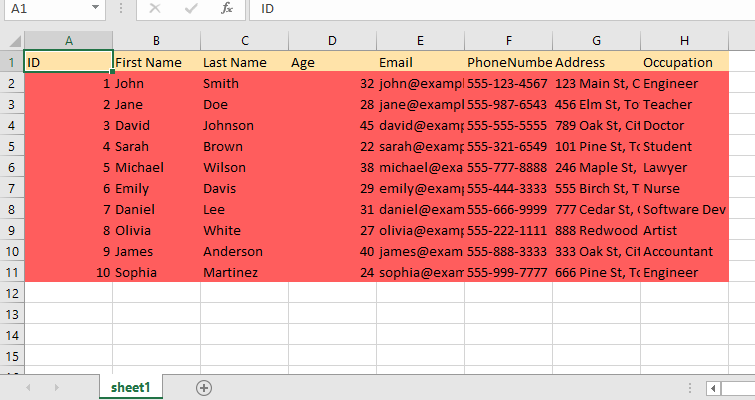 A1 fx ID
A B C D E F G H
1 ID First Name Last Name Age Email PhoneNumbe Address Occupation
2 1 John Smith 32 john@exampl 555-123-4567 123 Main St, C Engineer
3 2 Jane Doe 28 jane@exampl 555-987-6543 456 Elm St, To Teacher
4 3 David Johnson 45 david@examp 555-555-5555 789 Oak St, Cit Doctor
5 4 Sarah Brown 22 sarah@examp 555-321-6549 101 Pine St, To Student
6 5 Michael Wilson 38 michael@exa 555-777-8888 246 Maple St, Lawyer
7 6 Emily Davis 29 emily@examp 555-444-3333 555 Birch St, T Nurse
8 7 Daniel Lee 31 daniel@exam 555-666-9999 777 Cedar St, Software Dev
9 8 Olivia White 27 olivia@examp 555-222-1111 888 Redwood Artist
10 9 James Anderson 40 james@exam 555-888-3333 333 Oak St, Cit Accountant
11 10 Sophia Martinez 24 sophia@exam 555-999-7777 666 Pine St, To Engineer
12
13
14
15
sheet1